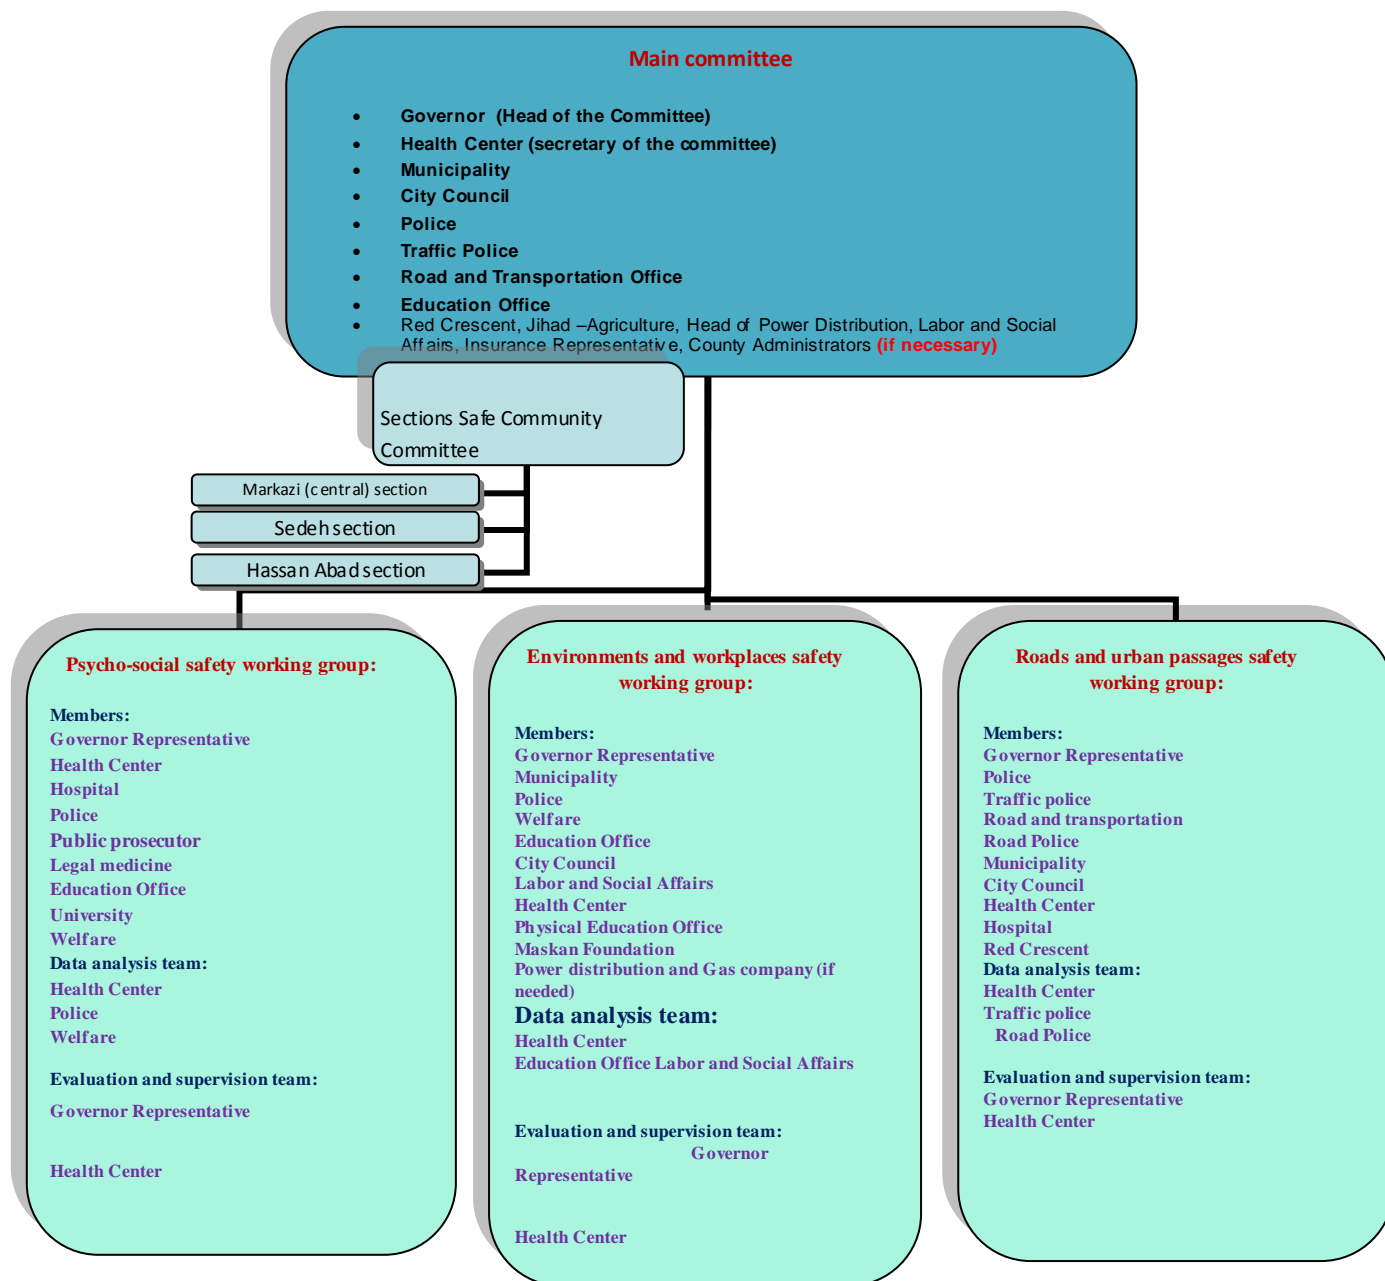 Main committee
• Governor (Head of the Committee)
• Health Center (secretary of the committee)
• Municipality
• City Council
• Police
• Traffic Police
• Road and Transportation Office
• Education Office
• Red Crescent, Jihad –Agriculture, Head of Power Distribution, Labor and Social
Affairs, Insurance Representative, County Administrators (if necessary)
Sections Safe Community
Committee
Markazi (central) section
Sedeh section
Hassan Abad section
Psycho-social safety working group:
Members:
Governor Representative
Health Center
Hospital
Police
Public prosecutor
Legal medicine
Education Office
University
Welfare
Data analysis team:
Health Center
Police
Welfare
Evaluation and supervision team:
Governor Representative
Health Center
Environments and workplaces safety
working group:
Members:
Governor Representative
Municipality
Police
Welfare
Education Office
City Council
Labor and Social Affairs
Health Center
Physical Education Office
Maskan Foundation
Power distribution and Gas company (if
needed)
Data analysis team:
Health Center
Education Office Labor and Social Affairs
Evaluation and supervision team:
Governor
Representative
Health Center
Roads and urban passages safety
working group:
Members:
Governor Representative
Police
Traffic police
Road and transportation
Road Police
Municipality
City Council
Health Center
Hospital
Red Crescent
Data analysis team:
Health Center
Traffic police
Road Police
Evaluation and supervision team:
Governor Representative
Health Center